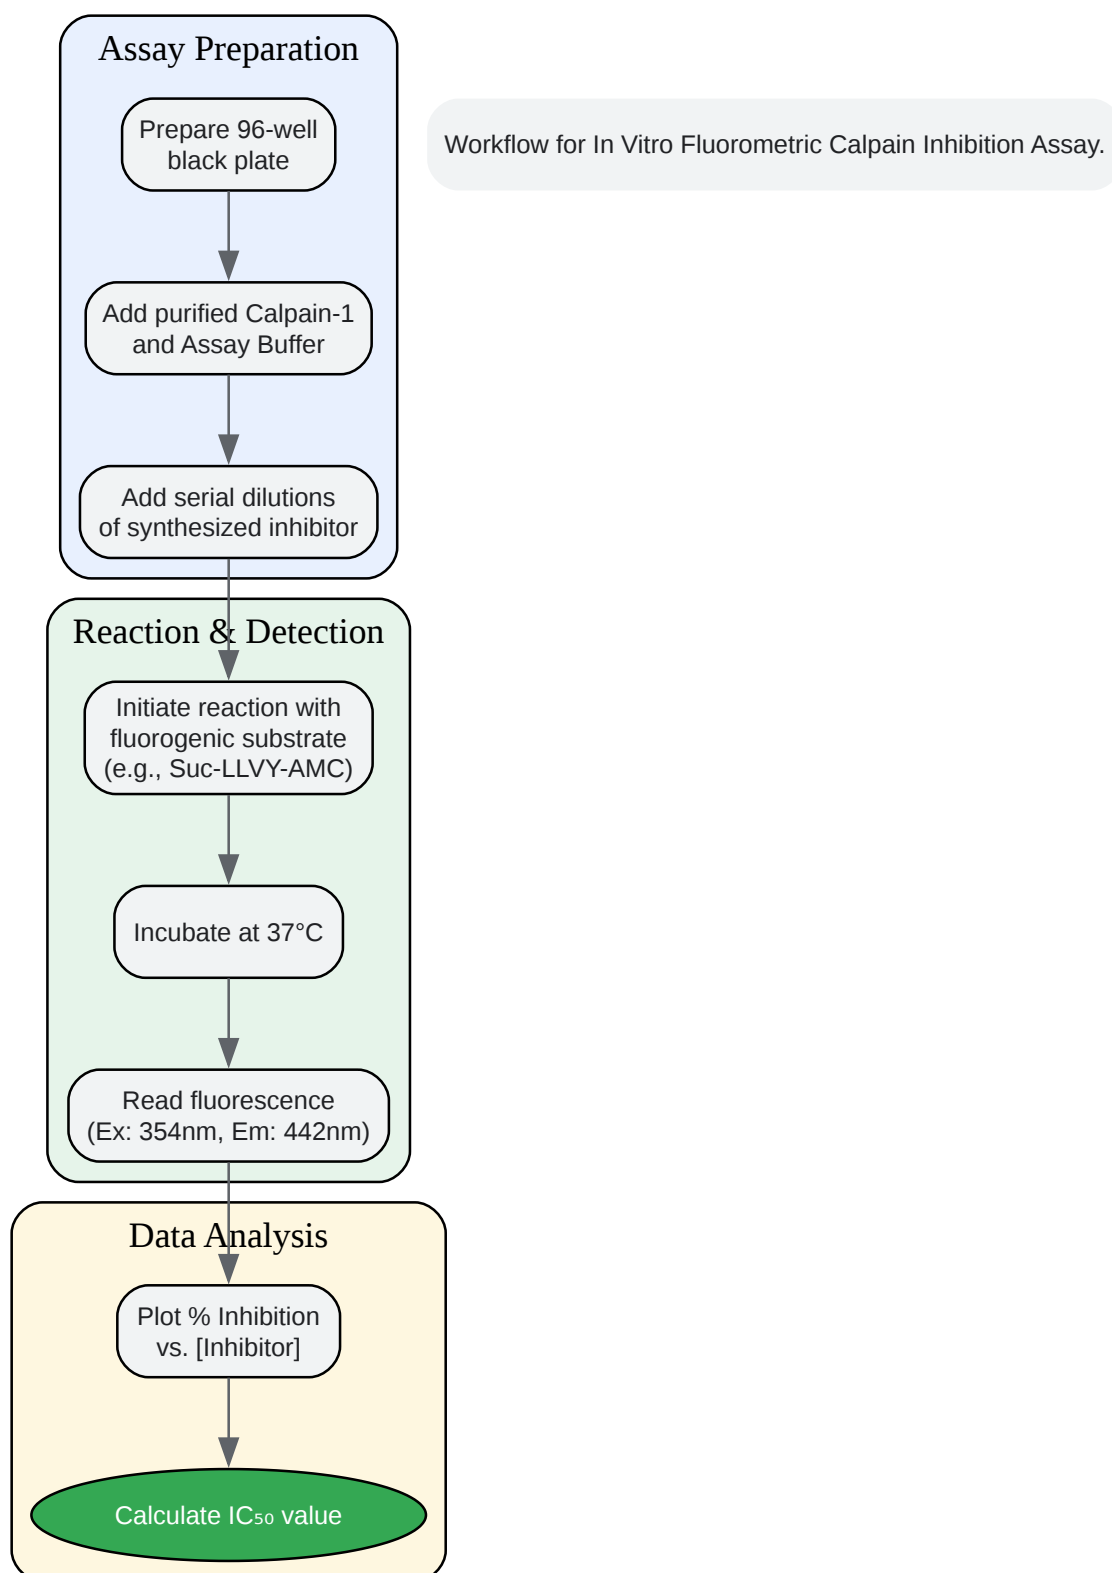 Assay Preparation
Prepare 96-well
black plate
Workflow for In Vitro Fluorometric Calpain Inhibition Assay.
Add purified Calpain-1
and Assay Buffer
Add serial dilutions
of synthesized inhibitor
Reaction & Detection
Initiate reaction with
fluorogenic substrate
(e.g., Suc-LLVY-AMC)
Incubate at 37°C
Read fluorescence
(Ex: 354nm, Em: 442nm)
Data Analysis
Plot % Inhibition
vs. [Inhibitor]
Calculate IC₅₀ value